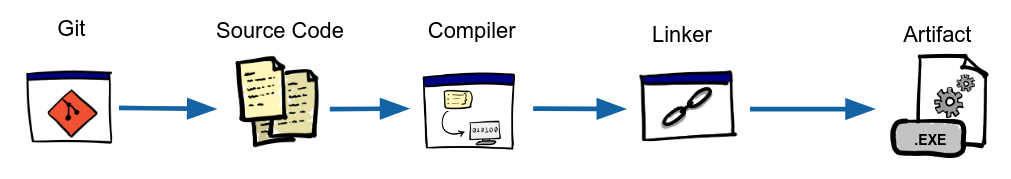 Git
Source Code
Compiler
Linker
Artifact
.EXE